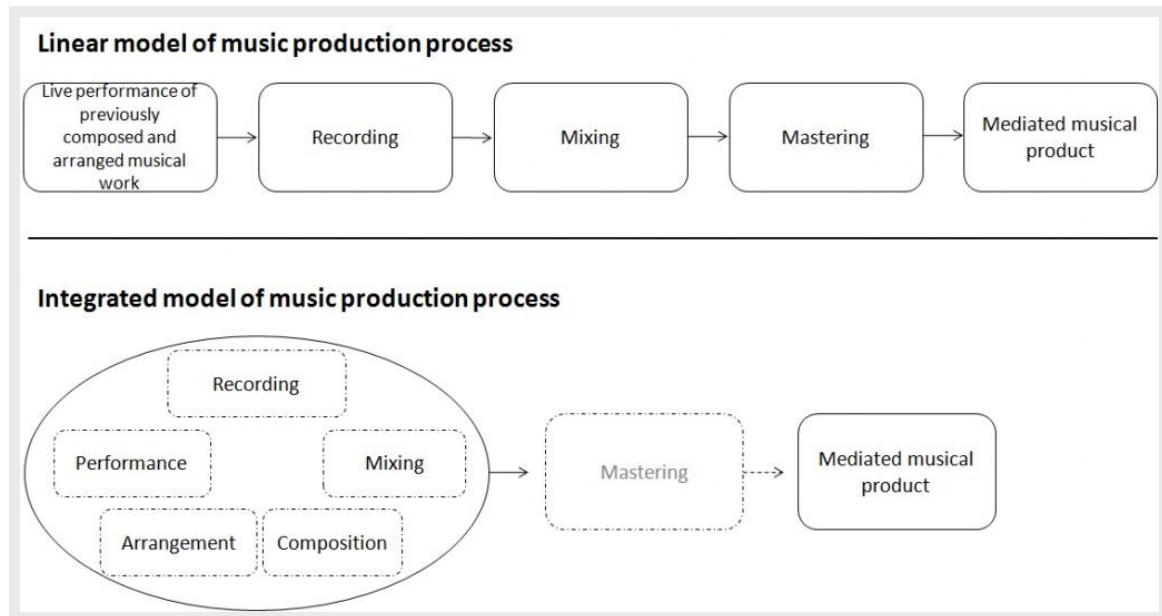 Linear model of music production process
Live performance of
previously
composed and
arranged musical
work
Recording
Mixing
Mastering
Mediated musical
product
Integrated model of music production process
Recording
Performance
Mixing
Arrangement
Composition
Mastering
Mediated musical
product